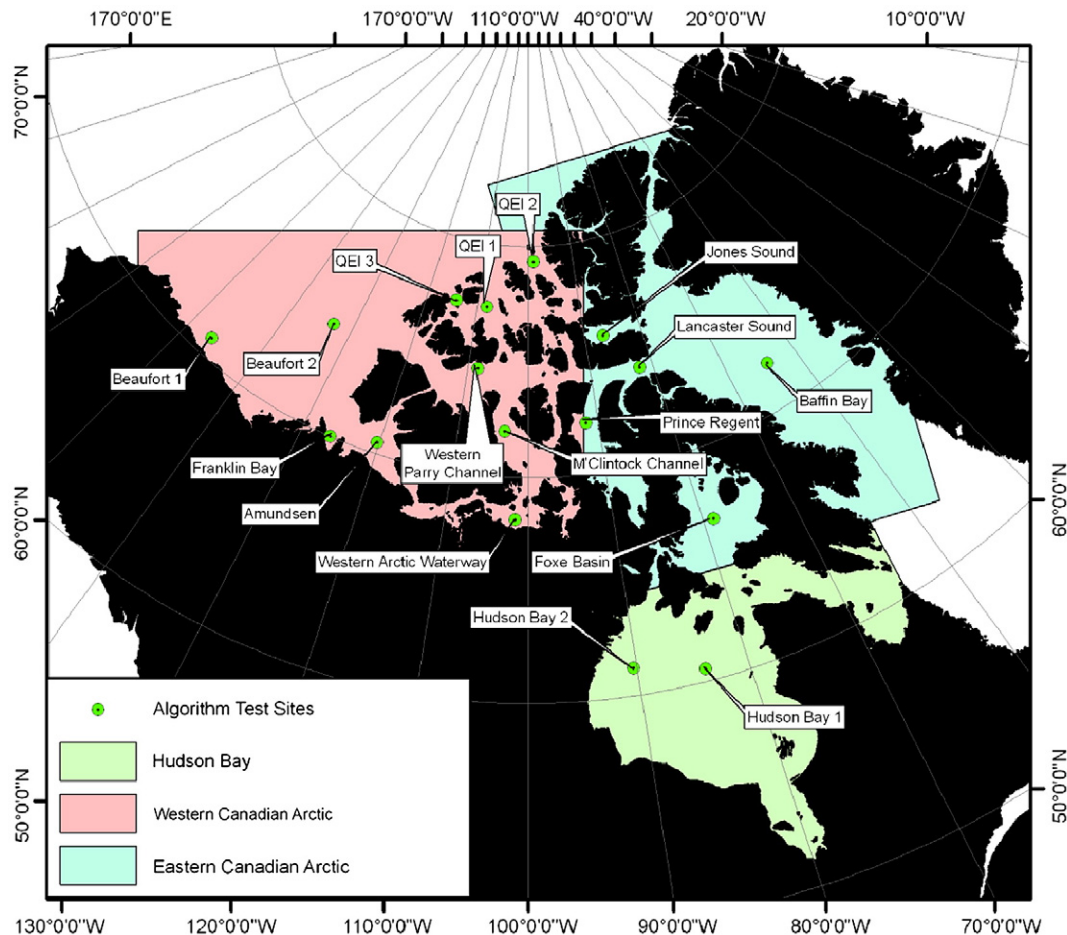 170°0'0"E
170°0'0"W
110°0'0"W
40°0'0"W
20°0'0"W
10°0'0"W
70°0'0"N
60°0'0"N
50°0'0"N
60°0'0"N
50°0'0"N
QEI 2
QEI 1
QEI 3
Jones Sound
Lancaster Sound
Beaufort 2
Beaufort 1
Baffin Bay
Prince Regent
Western
Parry Channel
M'Clintock Channel
Franklin Bay
Amundsen
Western Arctic Waterway
Foxe Basin
Hudson Bay 2
Hudson Bay 1
Algorithm Test Sites
Hudson Bay
Western Canadian Arctic
Eastern Canadian Arctic
130°0'0"W
120°0'0"W
110°0'0"W
100°0'0"W
90°0'0"W
80°0'0"W
70°0'0"W